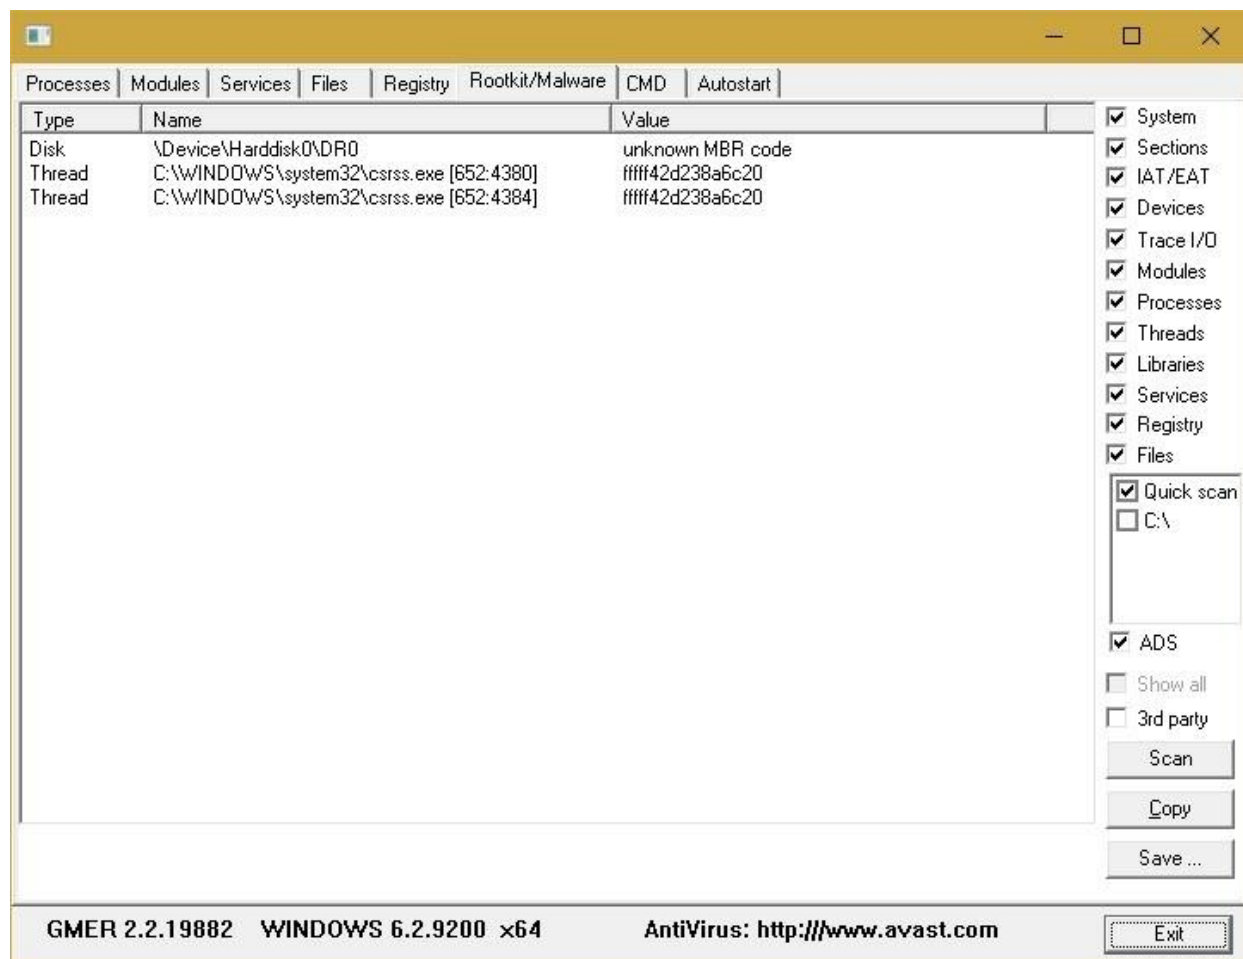 Processes Modules Services Files Registry Rootkit/Malware CMD Autostart
Type Name Value
Disk \Device\Harddisk0\DR0 unknown MBR code
Thread C:\WINDOWS\system32\csrss.exe [652:4380] fffff42d238a6c20
Thread C:\WINDOWS\system32\csrss.exe [652:4384] fffff42d238a6c20
System
Sections
IAT/EAT
Devices
Trace I/O
Modules
Processes
Threads
Libraries
Services
Registry
Files
Quick scan
C:\
ADS
Show all
3rd party
Scan
Copy
Save ...
GMER 2.2.19882 WINDOWS 6.2.9200 x64 AntiVirus: http:///www.avast.com Exit